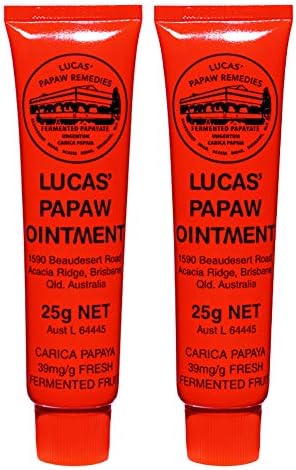 LUCAS'
PAPAW REMEDIES
FERMENTED PAPAYATE
UNGENTUM
CARICA PAPAYA
LUCAS'
PAPAW
OINTMENT
1590 Beaudesert Road
Acacia Ridge, Brisbane
Qld. Australia
25g NET
Aust L 64445
CARICA PAPAYA
39mg/g FRESH
FERMENTED FRUIT
LUCAS'
PAPAW REMEDIES
FERMENTED PAPAYATE
UNGENTUM
CARICA PAPAYA
LUCAS'
PAPAW
OINTMENT
1590 Beaudesert Road
Acacia Ridge, Brisbane
Qld. Australia
25g NET
Aust L 64445
CARICA PAPAYA
39mg/g FRESH
FERMENTED FRUIT